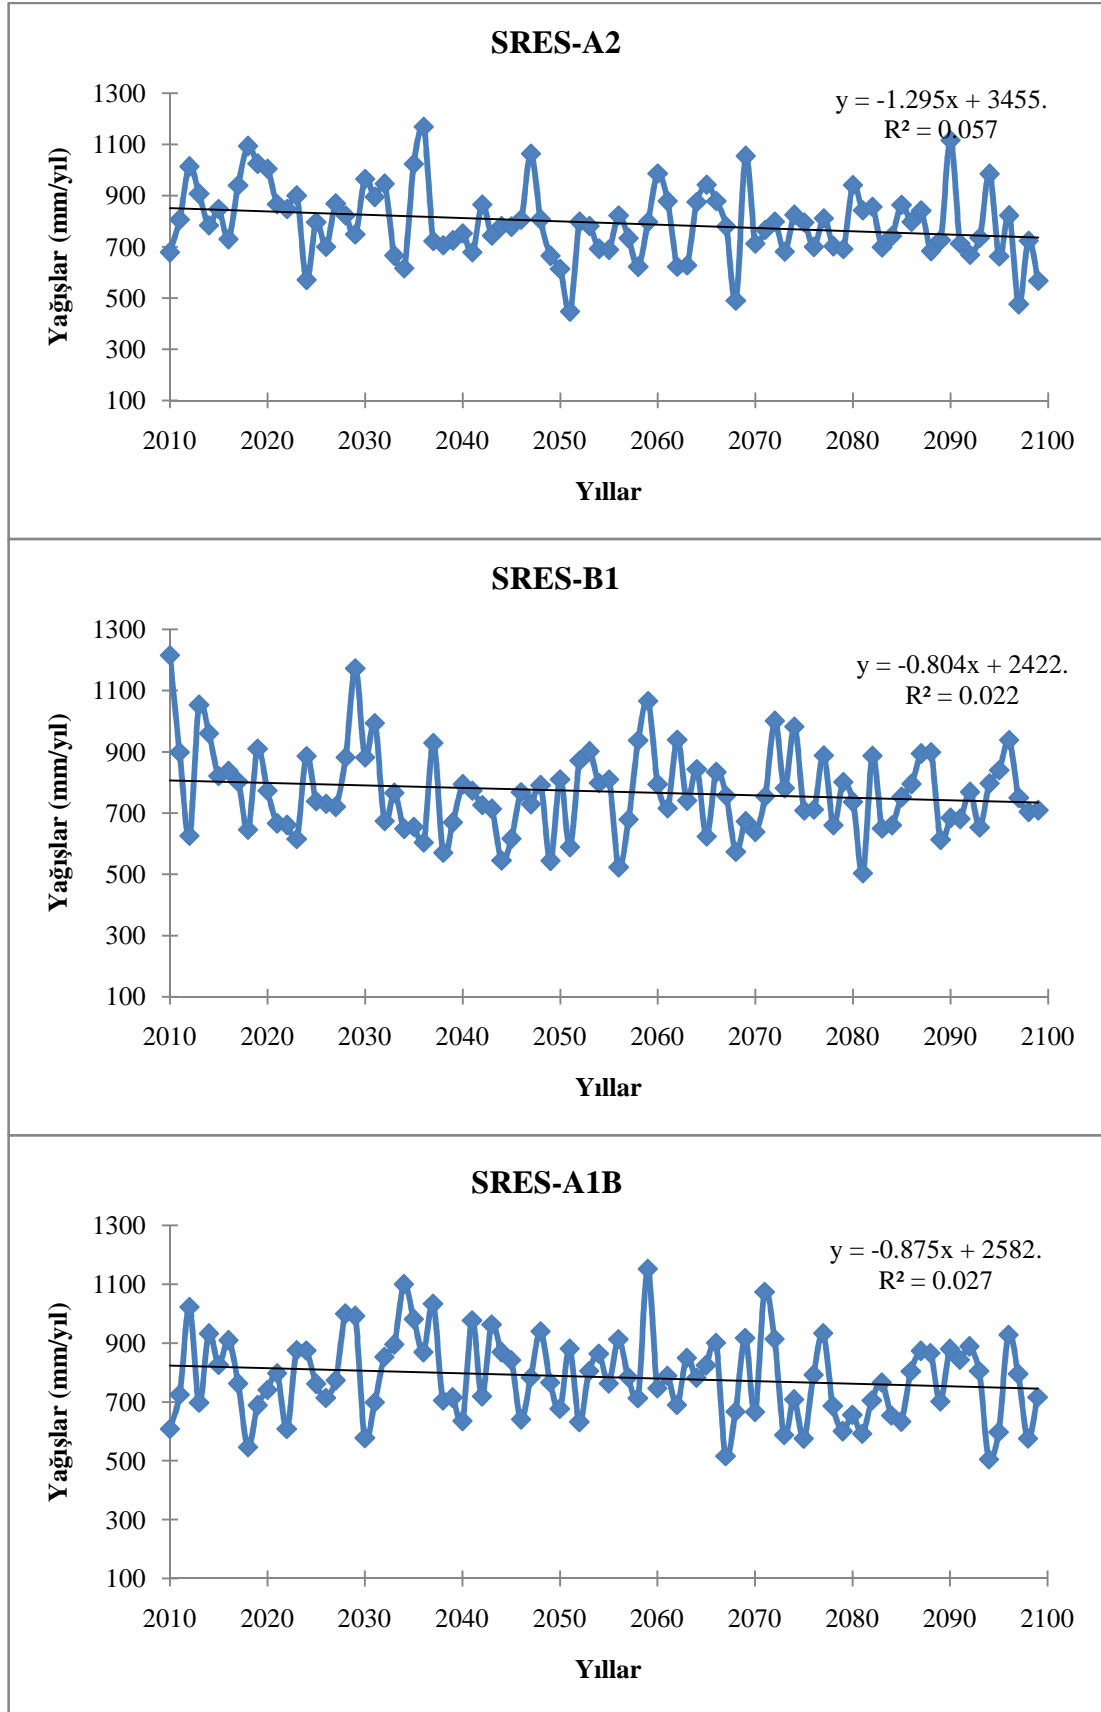 SRES-A2
y = -1.295x + 3455.
R² = 0.057
1300
1100
900
700
500
300
100
Yağışlar (mm/yıl)
2010 2020 2030 2040 2050 2060 2070 2080 2090 2100
Yıllar
SRES-B1
y = -0.804x + 2422.
R² = 0.022
1300
1100
900
700
500
300
100
Yağışlar (mm/yıl)
2010 2020 2030 2040 2050 2060 2070 2080 2090 2100
Yıllar
SRES-A1B
y = -0.875x + 2582.
R² = 0.027
1300
1100
900
700
500
300
100
Yağışlar (mm/yıl)
2010 2020 2030 2040 2050 2060 2070 2080 2090 2100
Yıllar